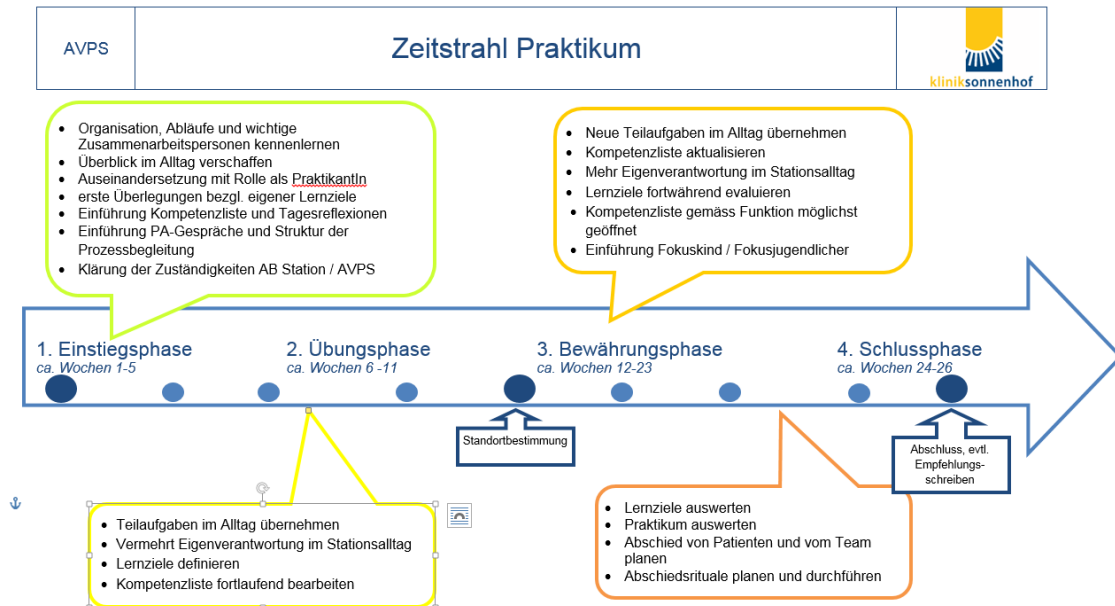 AVPS
Zeitstrahl Praktikum
kliniksonnenhof
Organisation, Abläufe und wichtige
Zusammenarbeitspersonen kennenlernen
Überblick im Alltag verschaffen
Auseinandersetzung mit Rolle als PraktikantIn
erste Überlegungen bezgl. eigener Lernziele
Einführung Kompetenzliste und Tagesreflexionen
Einführung PA-Gespräche und Struktur der
Prozessbegleitung
Klärung der Zuständigkeiten AB Station / AVPS
Neue Teilaufgaben im Alltag übernehmen
Kompetenzliste aktualisieren
Mehr Eigenverantwortung im Stationsalltag
Lernziele fortwährend evaluieren
Kompetenzliste gemäss Funktion möglichst
geöffnet
Einführung Fokuskind / Fokusjugendlicher
1. Einstiegsphase
ca. Wochen 1-5
2. Übungsphase
ca. Wochen 6 -11
3. Bewährungsphase
ca. Wochen 12-23
4. Schlussphase
ca. Wochen 24-26
Standortbestimmung
Abschluss, evtl.
Empfehlungs-
schreiben
Teilaufgaben im Alltag übernehmen
Vermehrt Eigenverantwortung im Stationsalltag
Lernziele definieren
Kompetenzliste fortlaufend bearbeiten
Lernziele auswerten
Praktikum auswerten
Abschied von Patienten und vom Team
planen
Abschiedsrituale planen und durchführen